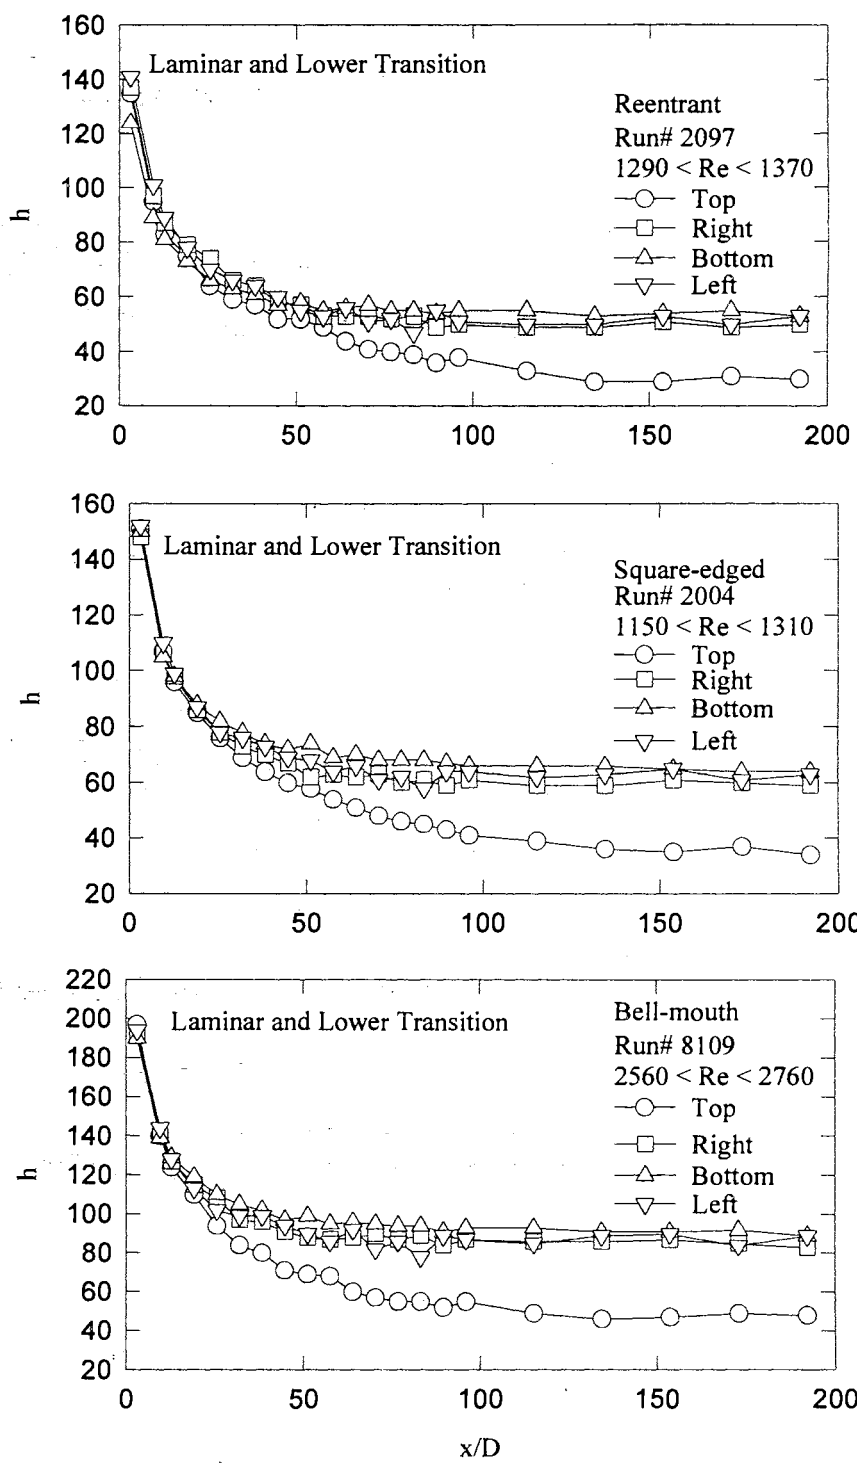 160
140
120
100
80
60
40
20
h
Laminar and Lower Transition
Reentrant
Run# 2097
1290 < Re < 1370
Top
Right
Bottom
Left
0
50
100
150
200
160
140
120
100
80
60
40
20
h
Laminar and Lower Transition
Square-edged
Run# 2004
1150 < Re < 1310
Top
Right
Bottom
Left
0
50
100
150
200
220
200
180
160
140
120
100
80
60
40
20
h
Laminar and Lower Transition
Bell-mouth
Run# 8109
2560 < Re < 2760
Top
Right
Bottom
Left
0
50
100
150
200
x/D